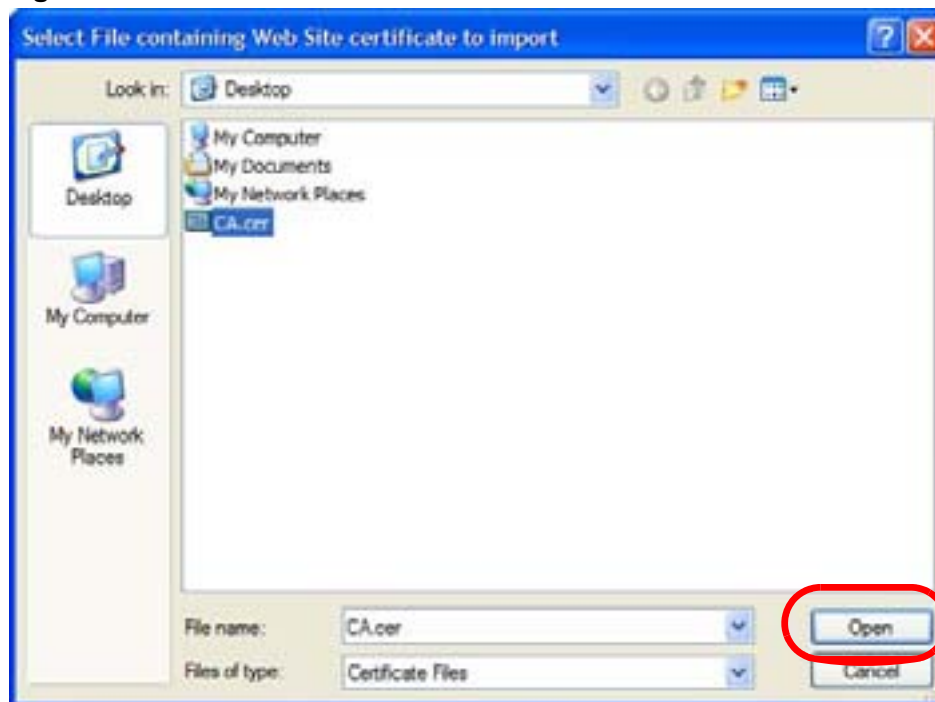 Select File containing Web Site certificate to import
Look in: Desktop
My Computer
My Documents
My Network Places
CA.cer
Desktop
My Computer
My Network
Places
File name: CA.cer Open
Files of type: Certificate Files Cancel